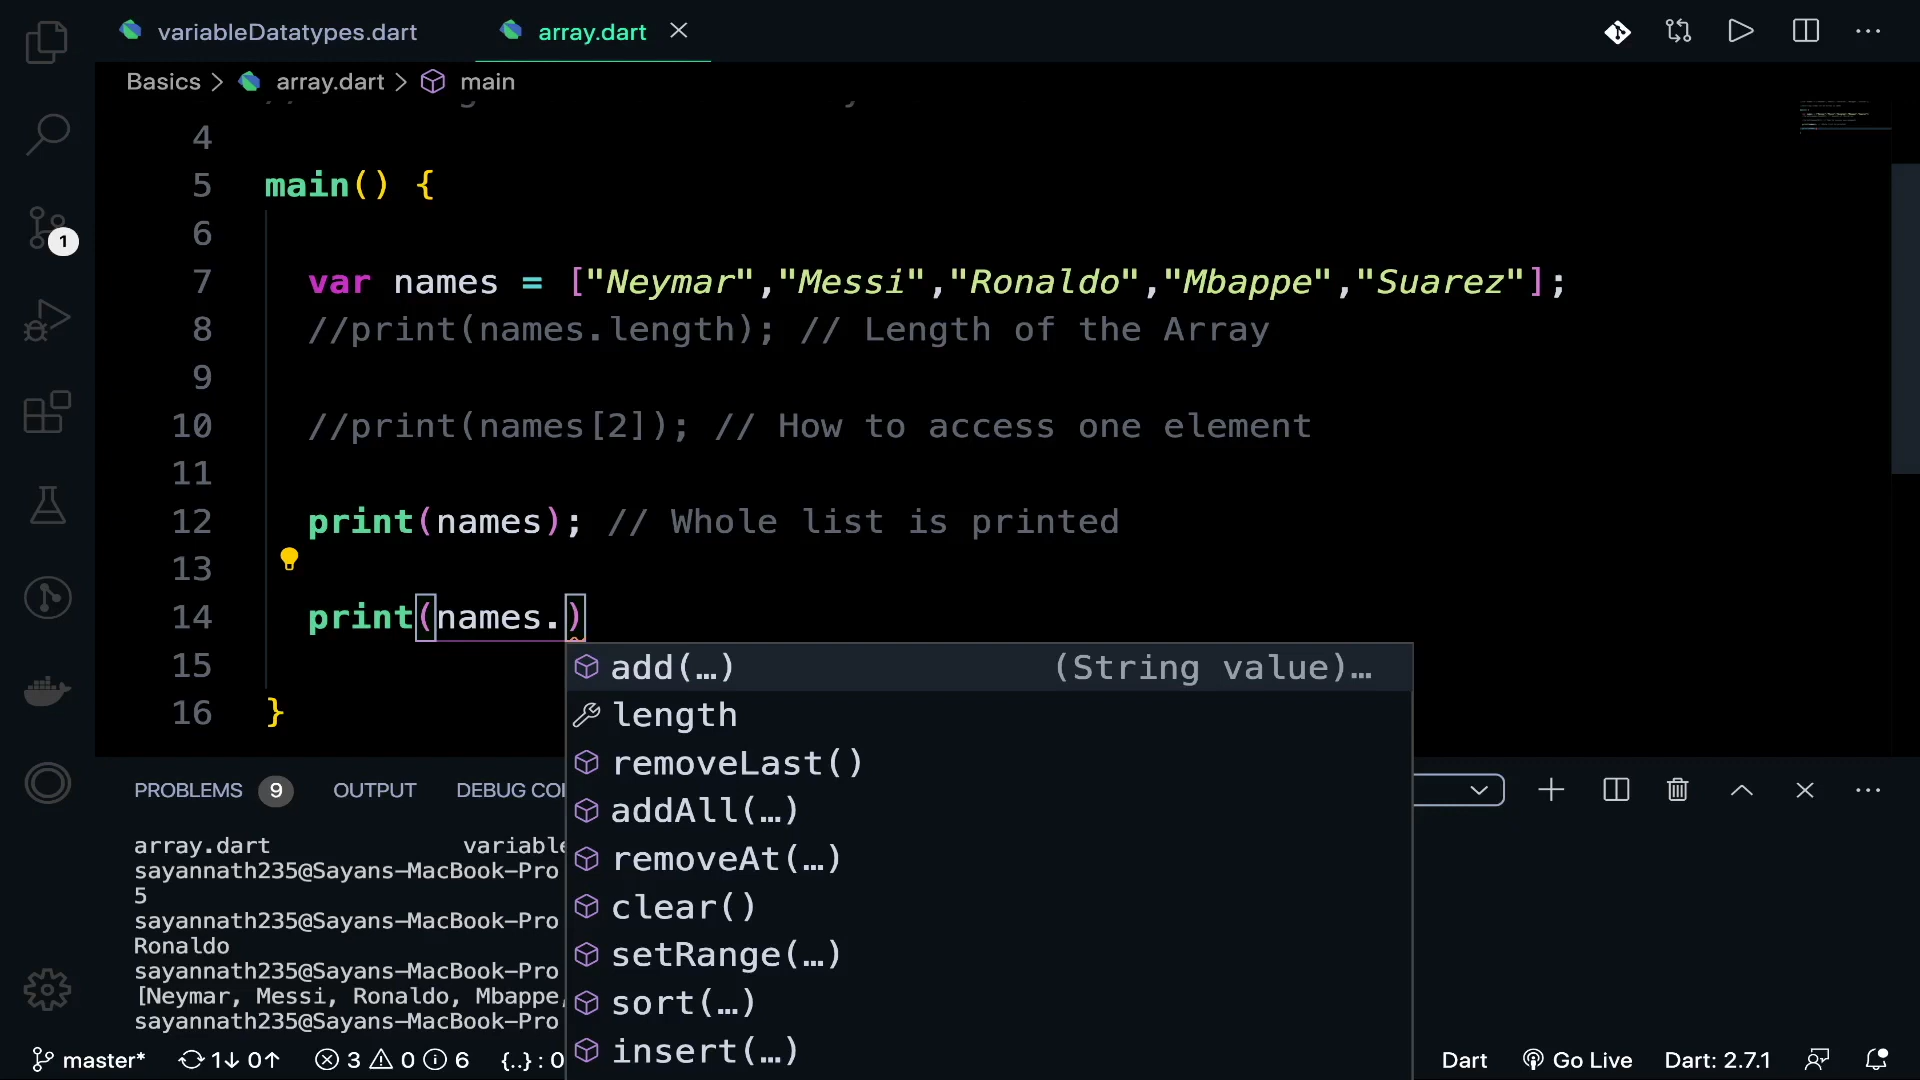 variableDatatypes.dart
array.dart
Basics > array.dart > main
4
5 main() {
6
7 var names = ["Neymar","Messi","Ronaldo","Mbappe","Suarez"];
8 //print(names.length); // Length of the Array
9
10 //print(names[2]); // How to access one element
11
12 print(names); // Whole list is printed
13
14 print(names.)
15
16 }
1
add(…) (String value)…
length
removeLast()
addAll(…)
removeAt(…)
clear()
setRange(…)
sort(…)
insert(…)
PROBLEMS 9 OUTPUT DEBUG CO
array.dart variable
sayannath235@Sayans-MacBook-Pro
5
sayannath235@Sayans-MacBook-Pro
Ronaldo
sayannath235@Sayans-MacBook-Pro
[Neymar, Messi, Ronaldo, Mbappe,
sayannath235@Sayans-MacBook-Pro
master* 1↓ 0↑ 3 0 6 {..} : 0 Dart Go Live Dart: 2.7.1